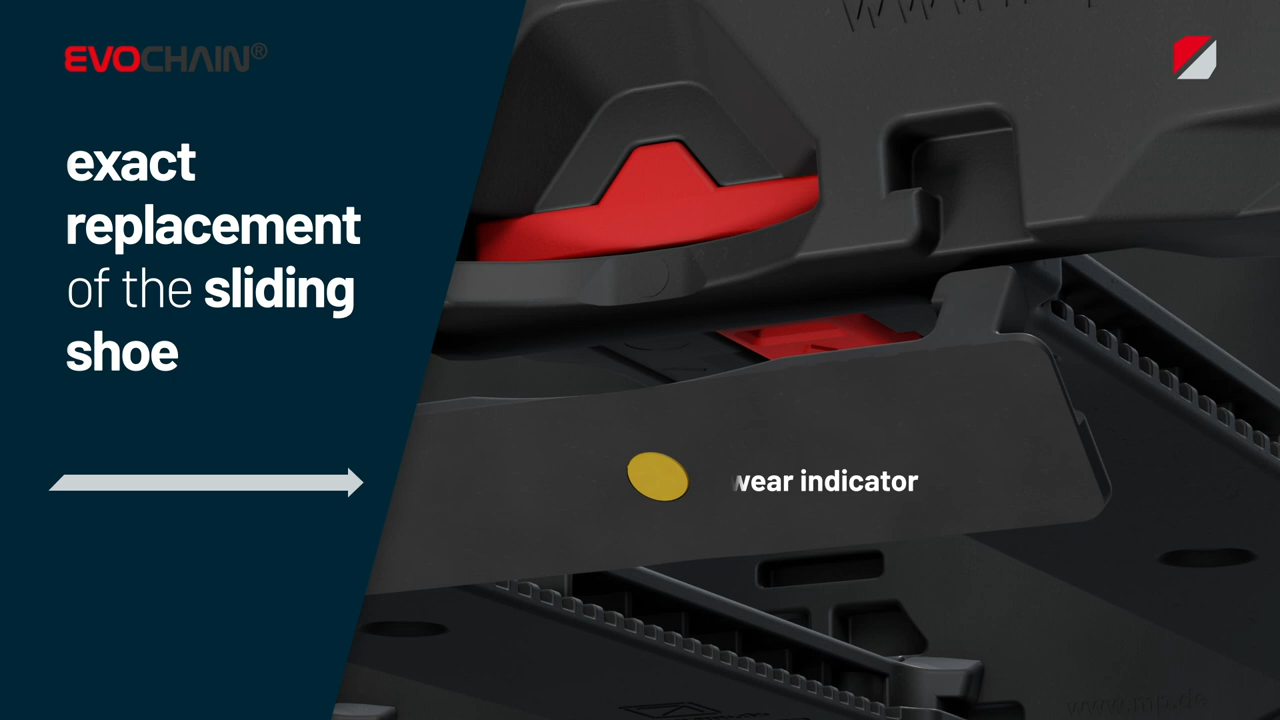 EVOCHAIN®
exact
replacement
of the sliding
shoe
wear indicator